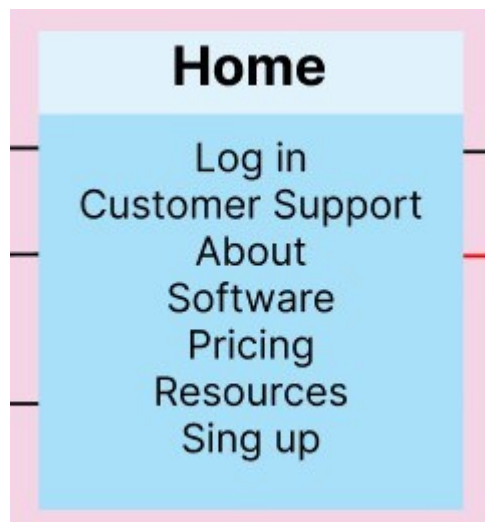 Home
Log in
Customer Support
About
Software
Pricing
Resources
Sing up